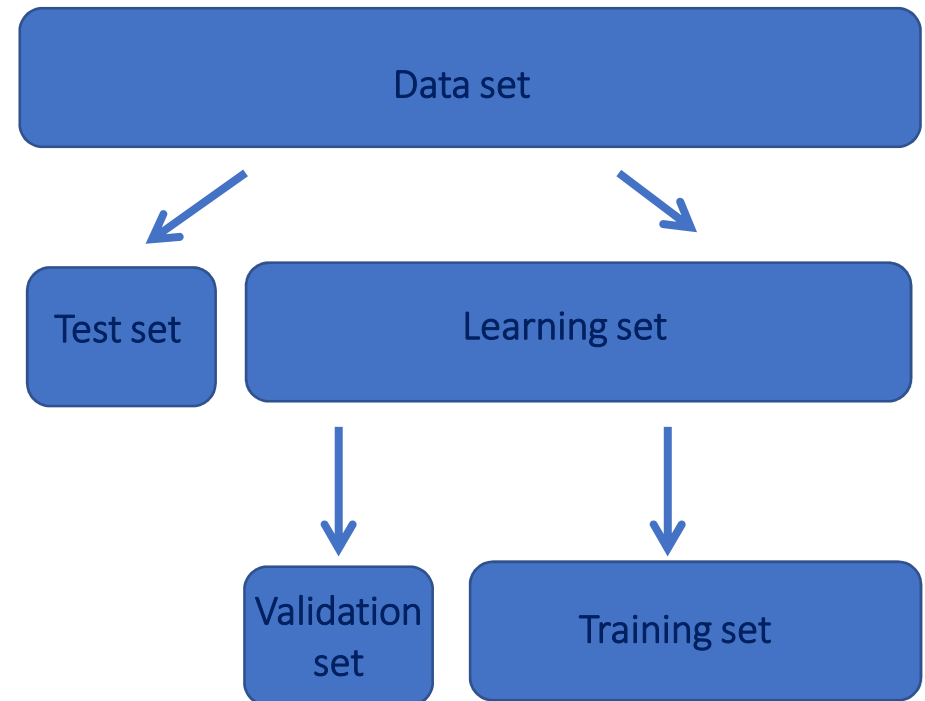 Data set
Test set
Learning set
Validation
set
Training set